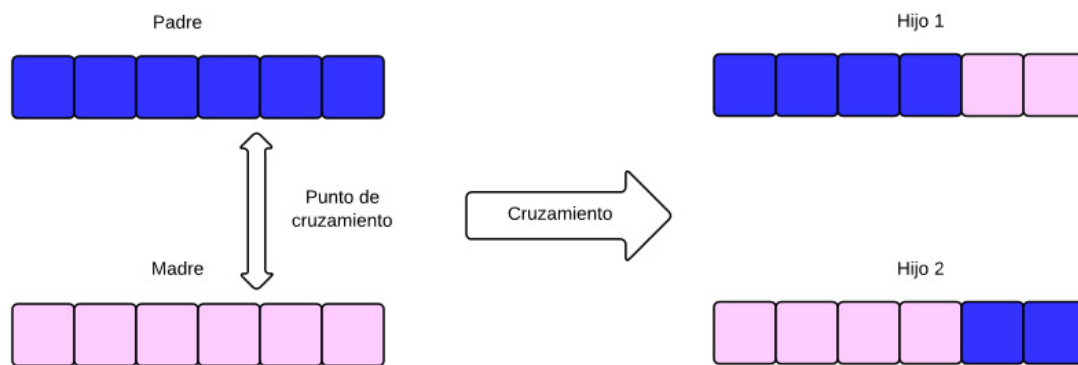 Padre
Hijo 1
Punto de
cruzamiento
Cruzamiento
Madre
Hijo 2